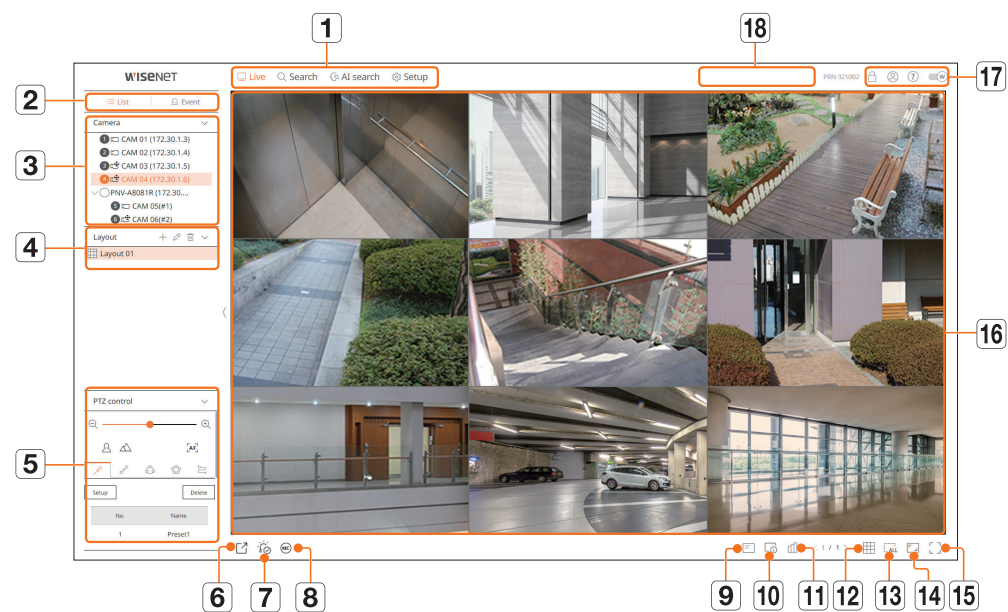 1
18
WISENET
Live Search AI search Setup
PRN-3210B2
? W
17
2
List Event
Camera
3
1 CAM 01 (172.30.1.3)
2 CAM 02 (172.30.1.4)
3 CAM 03 (172.30.1.5)
4 CAM 04 (172.30.1.6)
PNV-A8081R (172.30....
5 CAM 05(#1)
6 CAM 06(#2)
4
Layout
Layout 01
16
PTZ control
AF
5
Setup Delete
No. Name
1 Preset1
REC
1 / 1
ALL
6 7 8 9 10 11 12 13 14 15